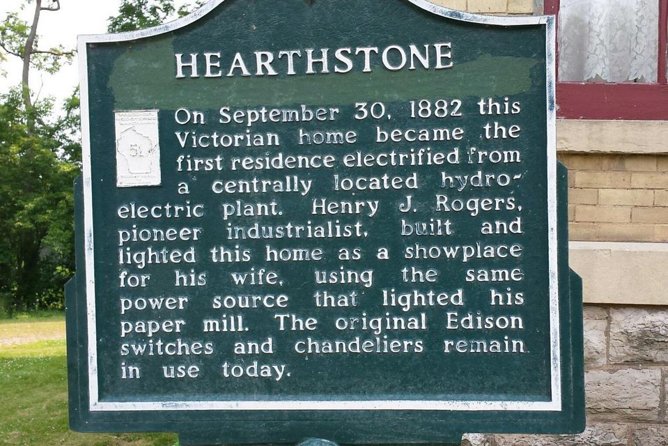 HEARTHSTONE
51
On September 30, 1882 this
Victorian home became the
first residence electrified from
a centrally located hydro-
electric plant. Henry J. Rogers,
pioneer industrialist, built and
lighted this home as a showplace
for his wife, using the same
power source that lighted his
paper mill. The original Edison
switches and chandeliers remain
in use today.